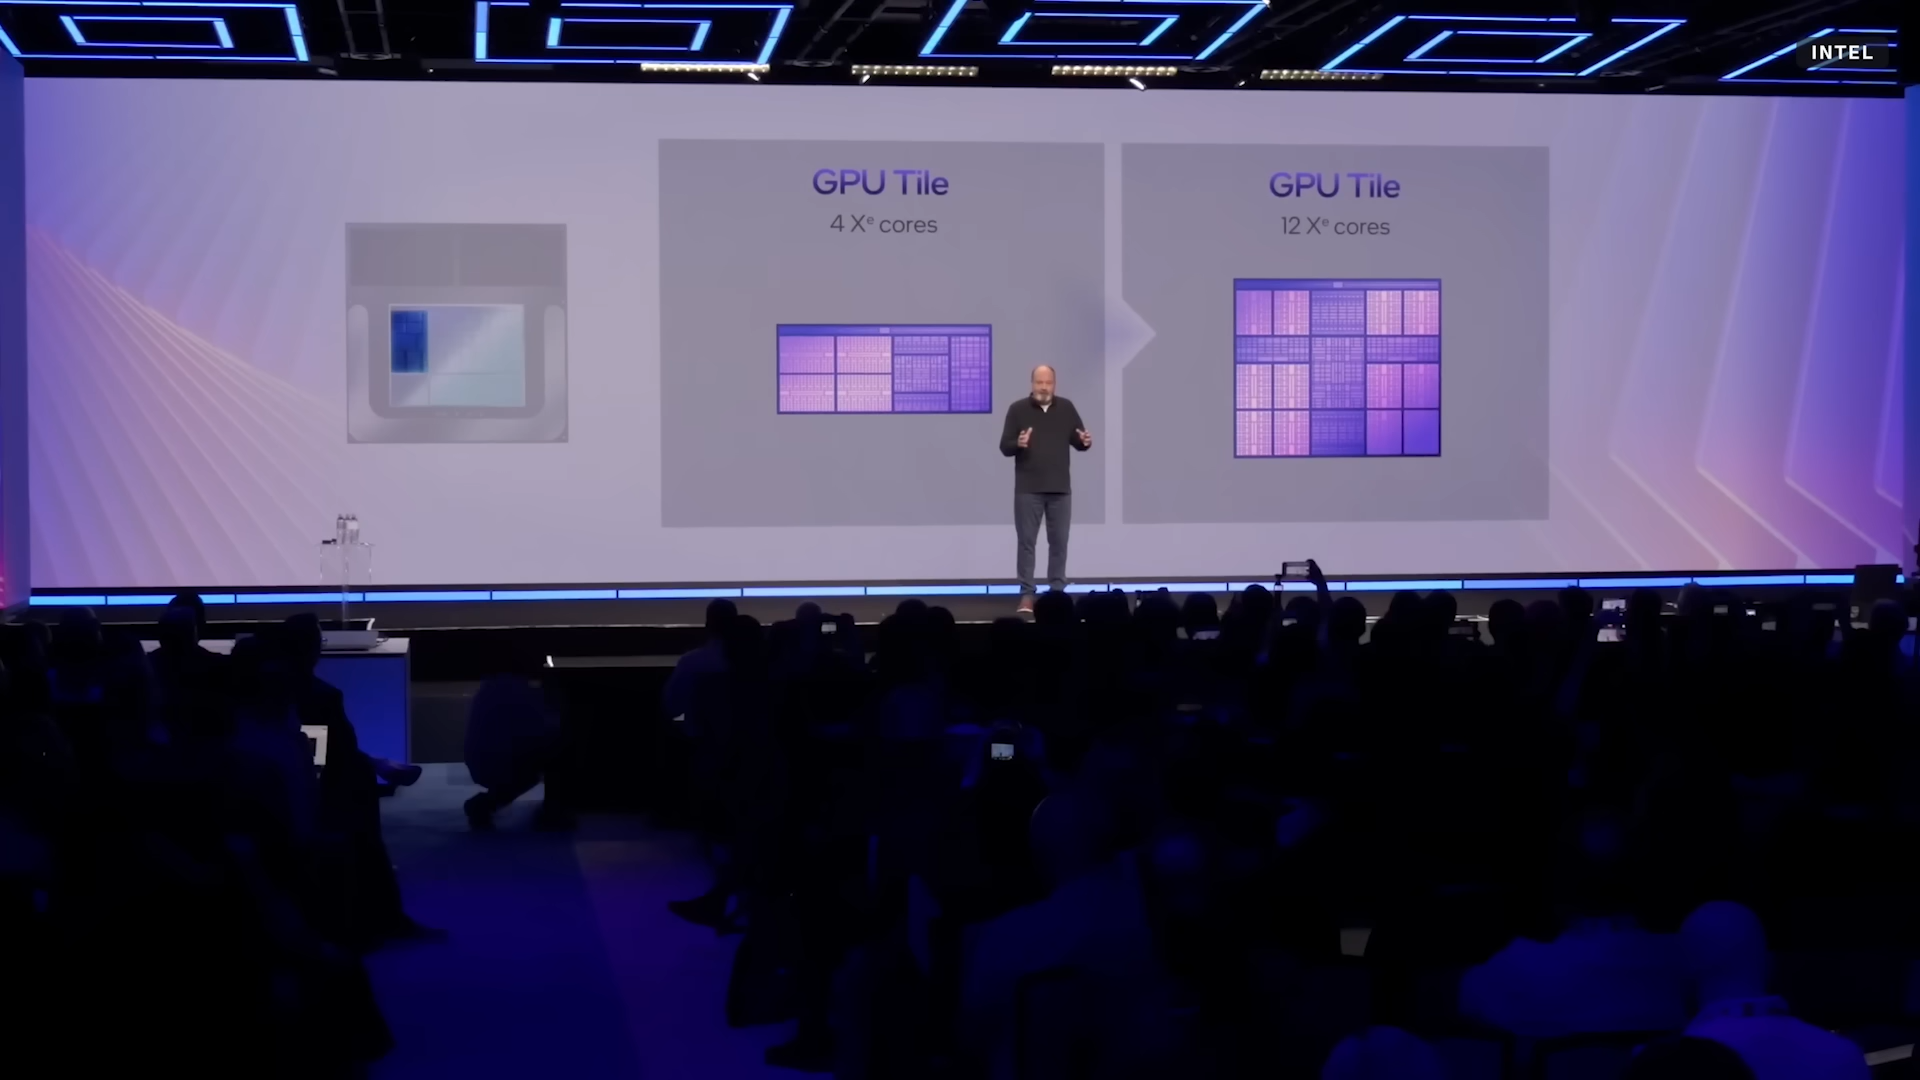 INTEL
GPU Tile
4 Xᵉ cores
GPU Tile
12 Xᵉ cores